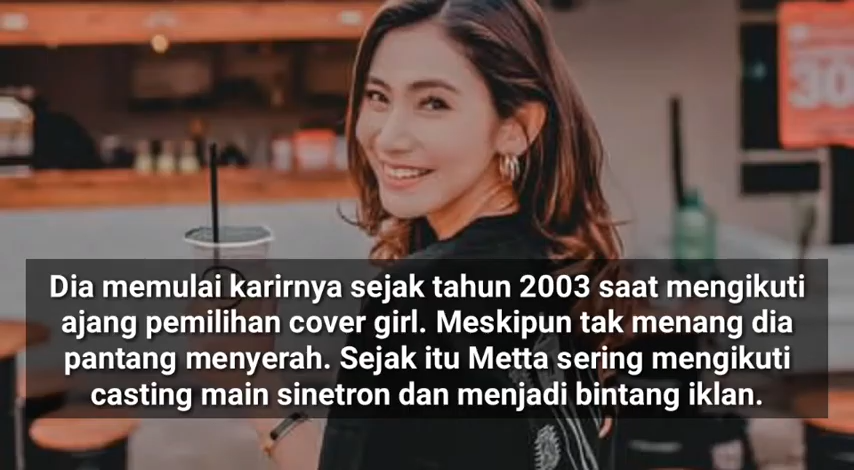 30
Dia memulai karirnya sejak tahun 2003 saat mengikuti
ajang pemilihan cover girl. Meskipun tak menang dia
pantang menyerah. Sejak itu Metta sering mengikuti
casting main sinetron dan menjadi bintang iklan.